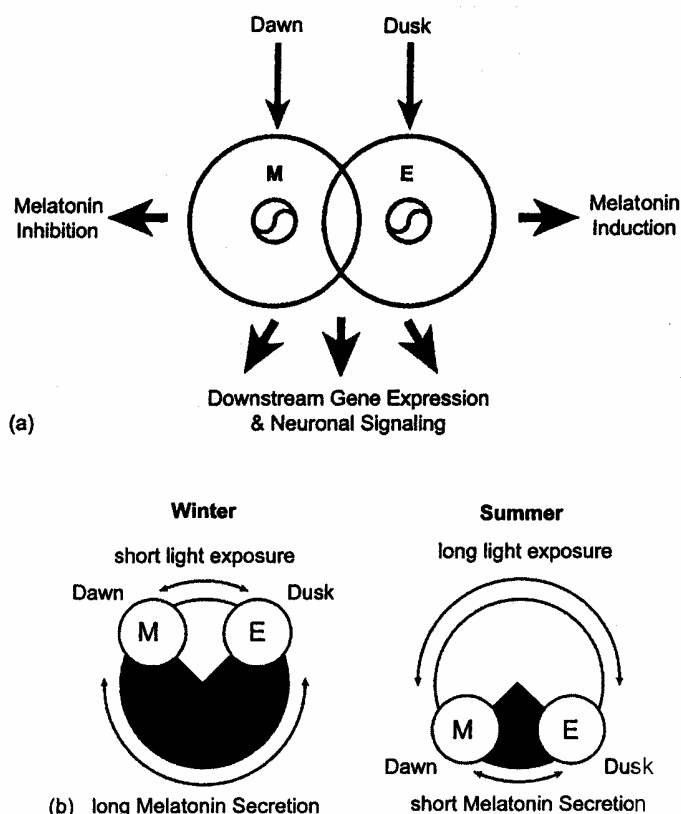 Dawn
Dusk
M
E
Melatonin
Inhibition
Melatonin
Induction
Downstream Gene Expression
& Neuronal Signaling
(a)
Winter
short light exposure
Dawn
Dusk
M
E
(b) long Melatonin Secretion
Summer
long light exposure
M
E
Dawn
Dusk
short Melatonin Secretion